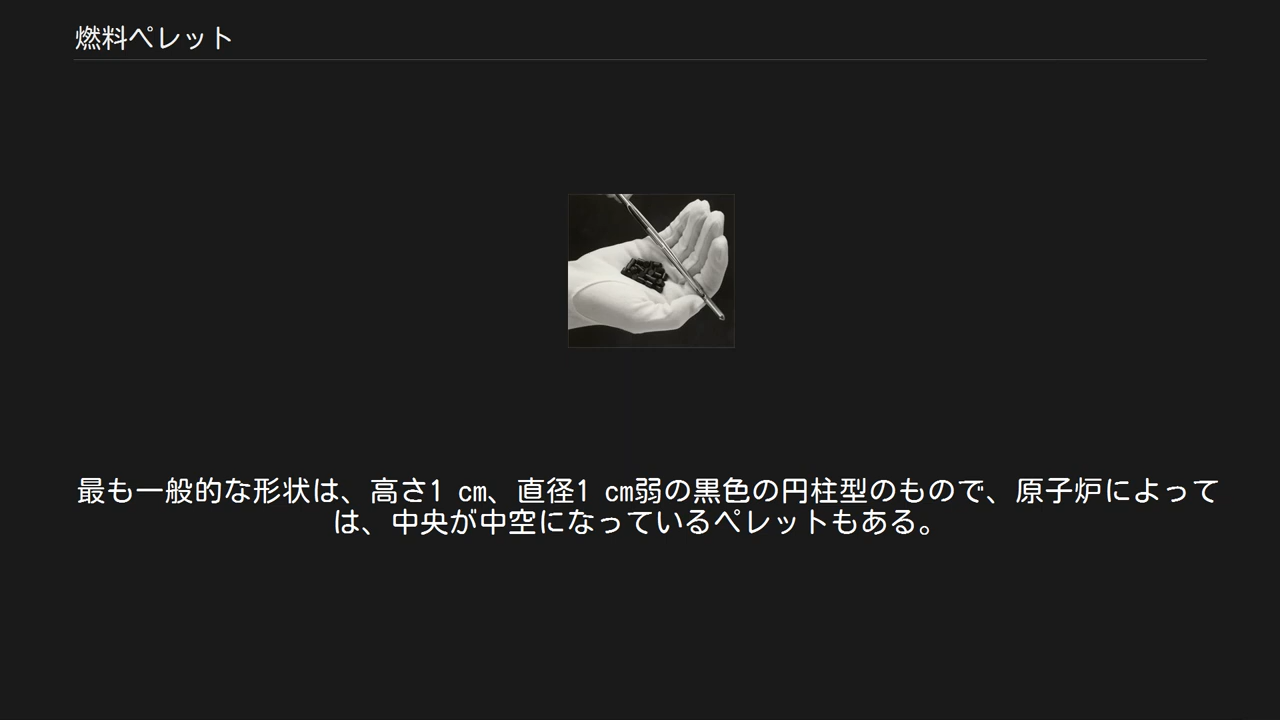 燃料ペレット
最も一般的な形状は、高さ1 cm、直径1 cm弱の黒色の円柱型のもので、原子炉によって
は、中央が中空になっているペレットもある。